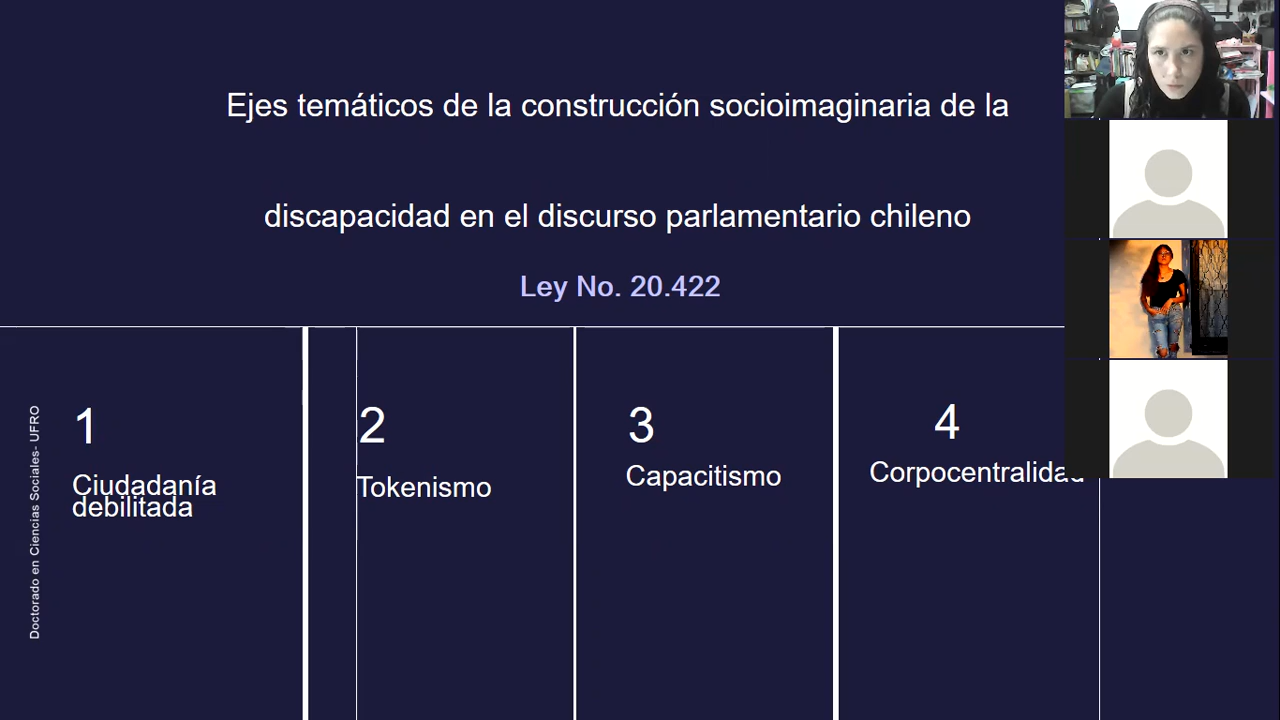 Ejes temáticos de la construcción socioimaginaria de la
discapacidad en el discurso parlamentario chileno
Ley No. 20.422
1
Ciudadanía
debilitada
2
Tokenismo
3
Capacitismo
4
Corpocentralidad
Doctorado en Ciencias Sociales- UFRO